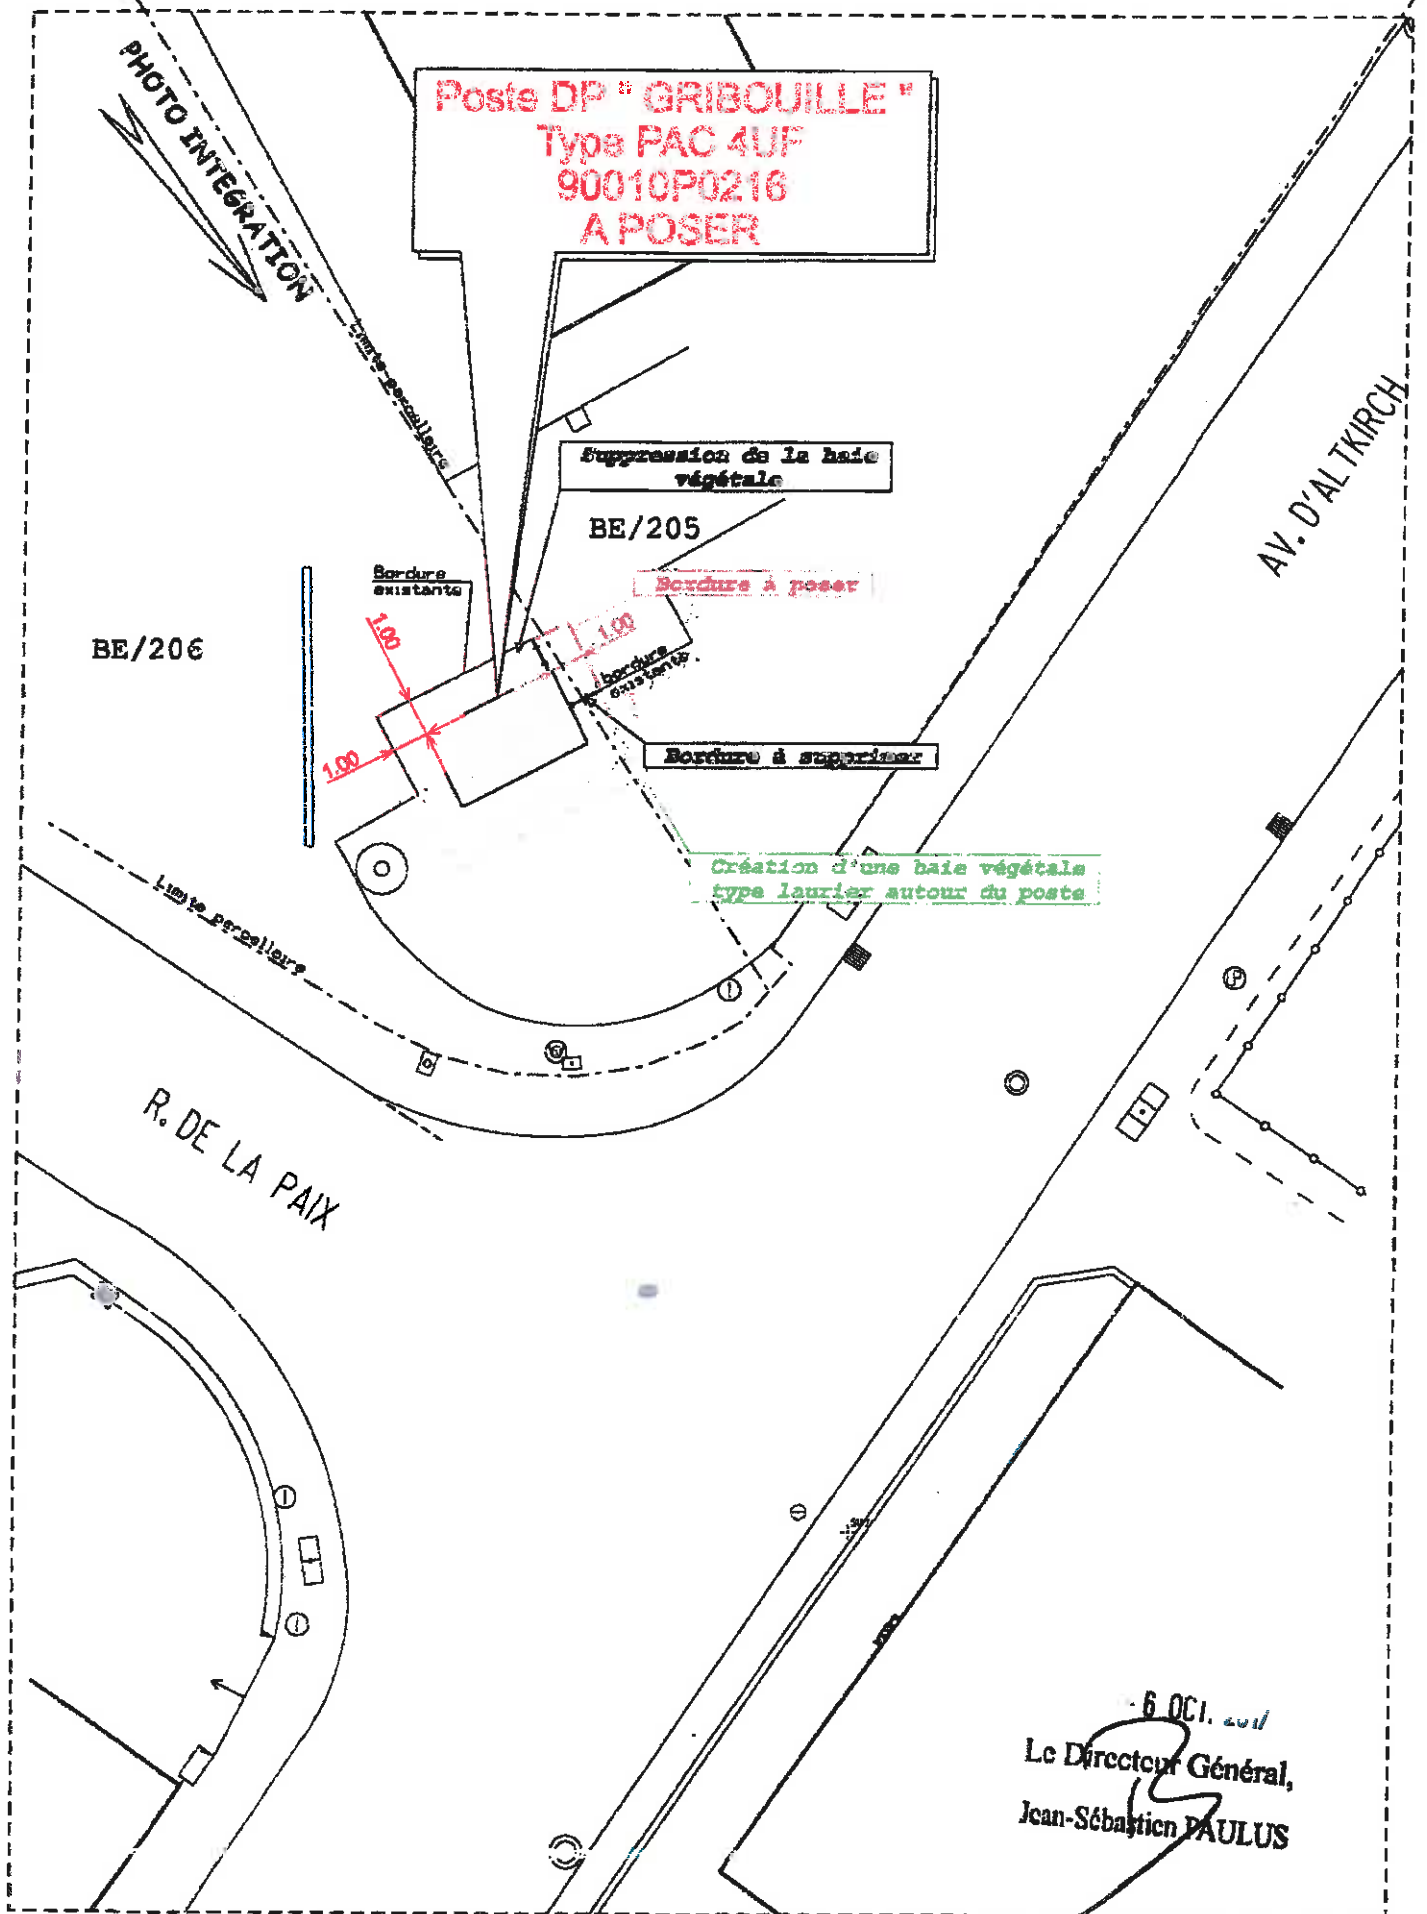 PHOTO INTEGRATION
Poste DP " GRIBOUILLE "
Type PAC 4UF
90010P0216
A POSER
Limite parcellaire
Suppression de la haie
végétale
BE/205
Bordure
existante
Bordure à poser
1.00
1.00
BE/206
bordure
existante
1.00
Bordure à supprimer
AV. D'ALTKIRCH
Création d'une haie végétale
type laurier autour du poste
Limite parcellaire
R. DE LA PAIX
- 6 OCT. 2017
Le Directeur Général,
Jean-Sébastien PAULUS